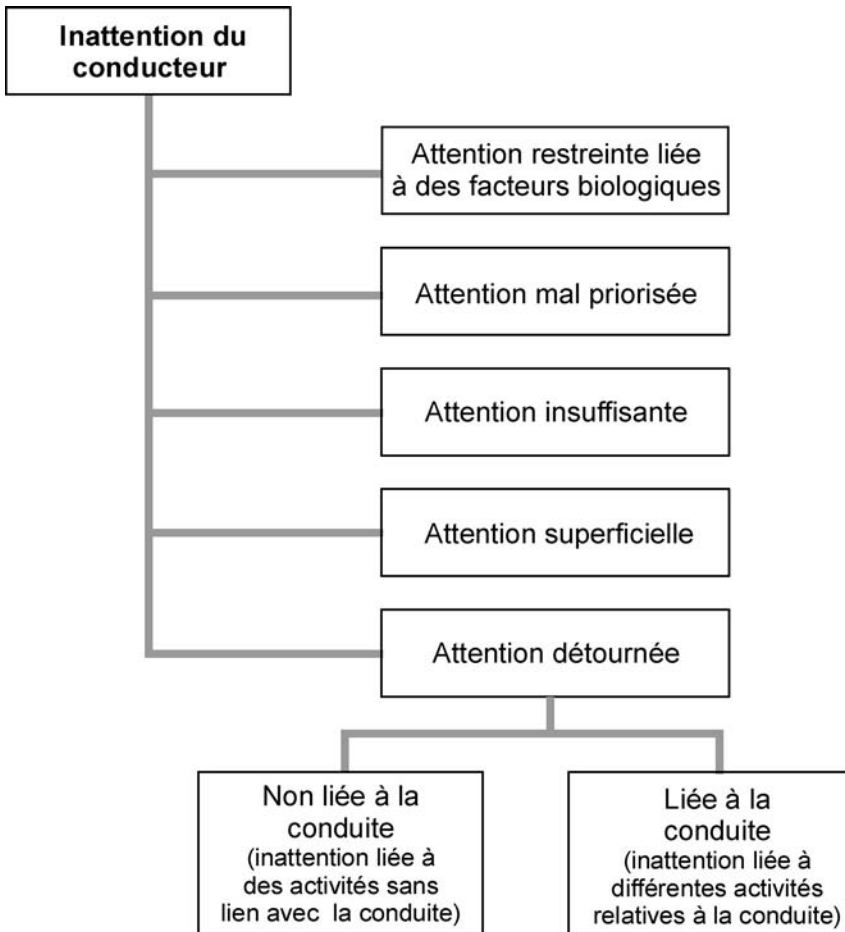 Inattention du
conducteur
Attention restreinte liée
à des facteurs biologiques
Attention mal priorisée
Attention insuffisante
Attention superficielle
Attention détournée
Non liée à la
conduite
(inattention liée à
des activités sans
lien avec la conduite)
Liée à la
conduite
(inattention liée à
différentes activités
relatives à la conduite)